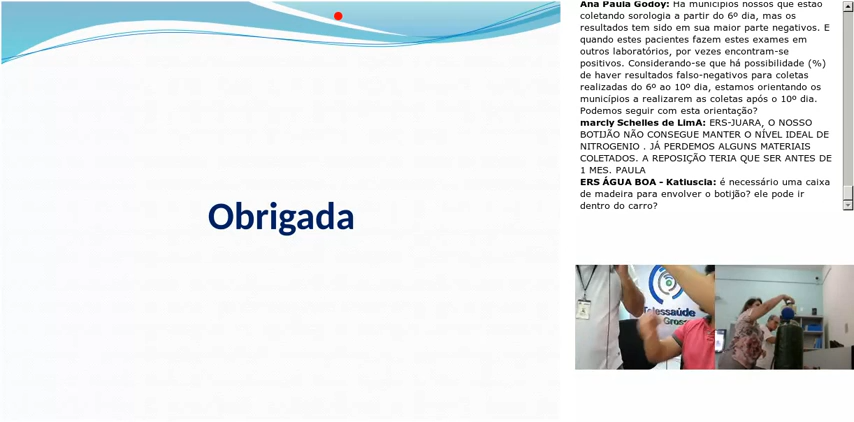 Obrigada
Ana Paula Godoy: Há municípios nossos que estão
coletando sorologia a partir do 6º dia, mas os
resultados tem sido em sua maior parte negativos. E
quando estes pacientes fazem estes exames em
outros laboratórios, por vezes encontram-se
positivos. Considerando-se que há possibilidade (%)
de haver resultados falso-negativos para coletas
realizadas do 6º ao 10º dia, estamos orientando os
municípios a realizarem as coletas após o 10º dia.
Podemos seguir com esta orientação?
marcly Schelles de LimA: ERS-JUARA, O NOSSO
BOTIJÃO NÃO CONSEGUE MANTER O NÍVEL IDEAL DE
NITROGENIO . JÁ PERDEMOS ALGUNS MATERIAIS
COLETADOS. A REPOSIÇÃO TERIA QUE SER ANTES DE
1 MES. PAULA
ERS ÁGUA BOA - Katiuscia: é necessário uma caixa
de madeira para envolver o botijão? ele pode ir
dentro do carro?
Telessaúde
Gros